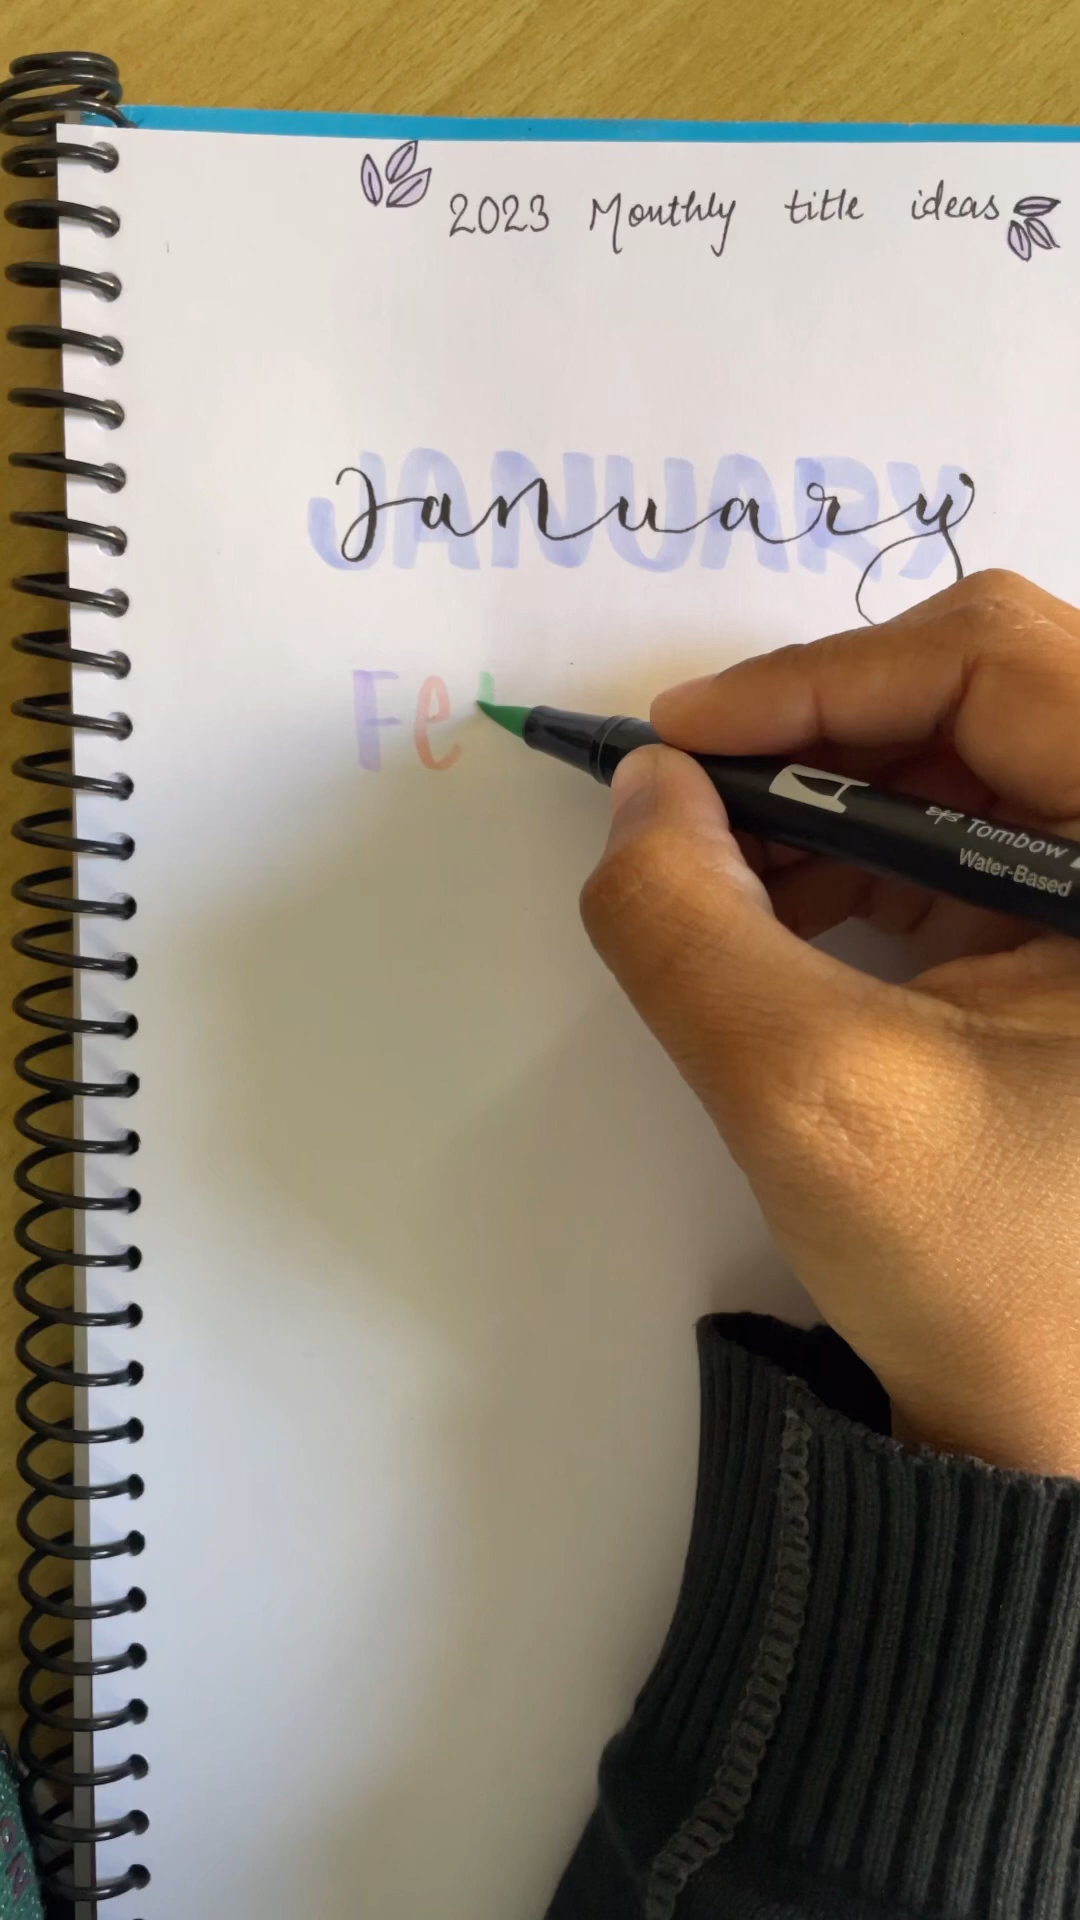 2023 Monthly title ideas
JANUARY
January
Fe
Tombow
Water-Based